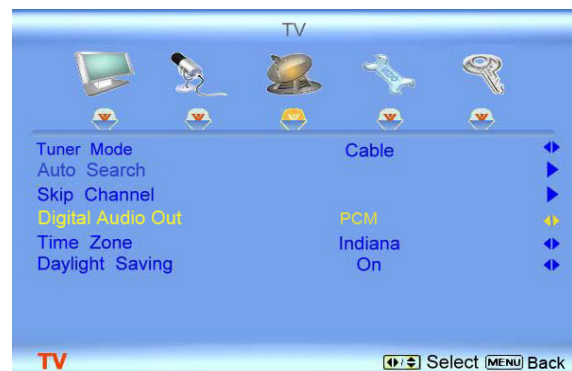 TV
Tuner Mode Cable
Auto Search
Skip Channel
Digital Audio Out PCM
Time Zone Indiana
Daylight Saving On
TV Select MENU Back